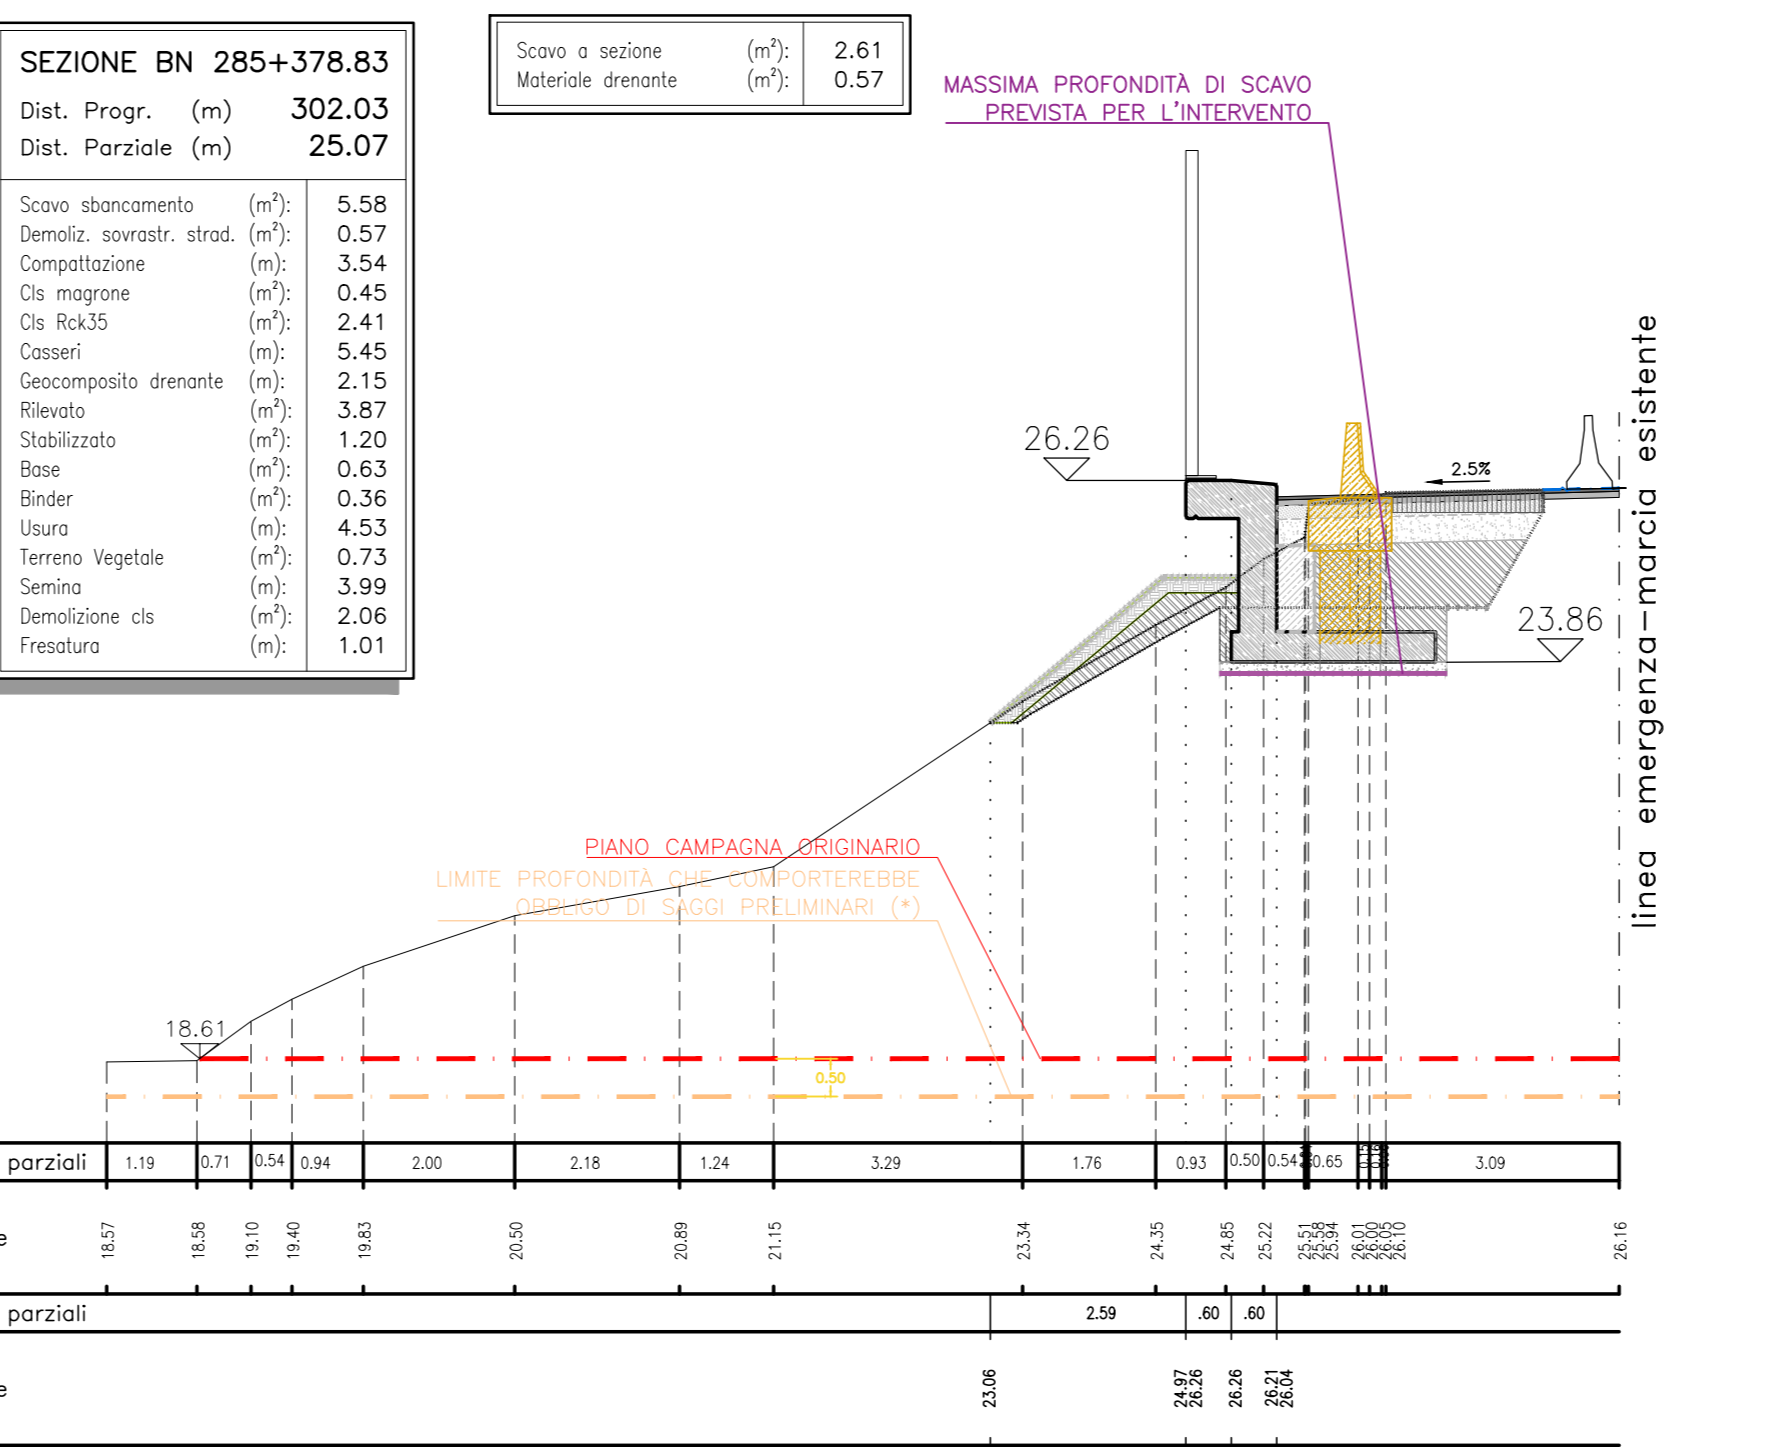 SEZIONE BN 285+378.83
Dist. Progr. (m) 302.03
Dist. Parziale (m) 25.07
Scavo sbancamento (m²): 5.58
Demoliz. sovrastr. strad. (m²): 0.57
Compattazione (m): 3.54
Cls magrone (m²): 0.45
Cls Rck35 (m²): 2.41
Casseri (m): 5.45
Geocomposito drenante (m): 2.15
Rilevato (m²): 3.87
Stabilizzato (m²): 1.20
Base (m²): 0.63
Binder (m²): 0.36
Usura (m): 4.53
Terreno Vegetale (m²): 0.73
Semina (m): 3.99
Demolizione cls (m²): 2.06
Fresatura (m): 1.01
Scavo a sezione (m²): 2.61
Materiale drenante (m²): 0.57
MASSIMA PROFONDITÀ DI SCAVO
PREVISTA PER L'INTERVENTO
26.26
2.5%
23.86
linea emergenza-marcia esistente
PIANO CAMPAGNA ORIGINARIO
LIMITE PROFONDITÀ CHE COMPORTEREBBE
OBBLIGO DI SAGGI PRELIMINARI (*)
18.61
0.50
parziali 1.19 0.71 0.54 0.94 2.00 2.18 1.24 3.29 1.76 0.93 0.50 0.54 0.65 3.09
e 18.57 18.58 19.10 19.40 19.83 20.50 20.89 21.15 23.34 24.35 24.85 25.22 25.51 25.58 25.94 26.01 26.00 26.05 26.10 26.16
parziali 2.59 .60 .60
e 23.06 24.97 26.26 26.26 26.21 26.04